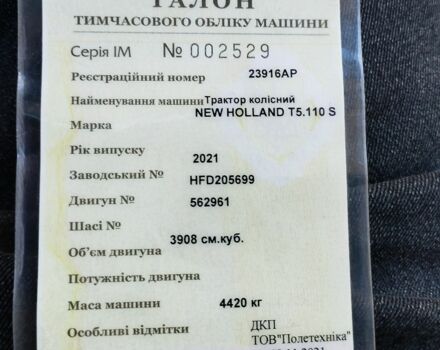 ТАЛОН
ТИМЧАСОВОГО ОБЛІКУ МАШИНИ
Серія ІМ № 002529
Реєстраційний номер 23916АР
Найменування машини Трактор колісний
NEW HOLLAND T5.110 S
Марка
Рік випуску 2021
Заводський № HFD205699
Двигун № 562961
Шасі №
Об'єм двигуна 3908 см.куб.
Потужність двигуна
Маса машини 4420 кг
Особливі відмітки ДКП
ТОВ"Полетехніка"
11.2021